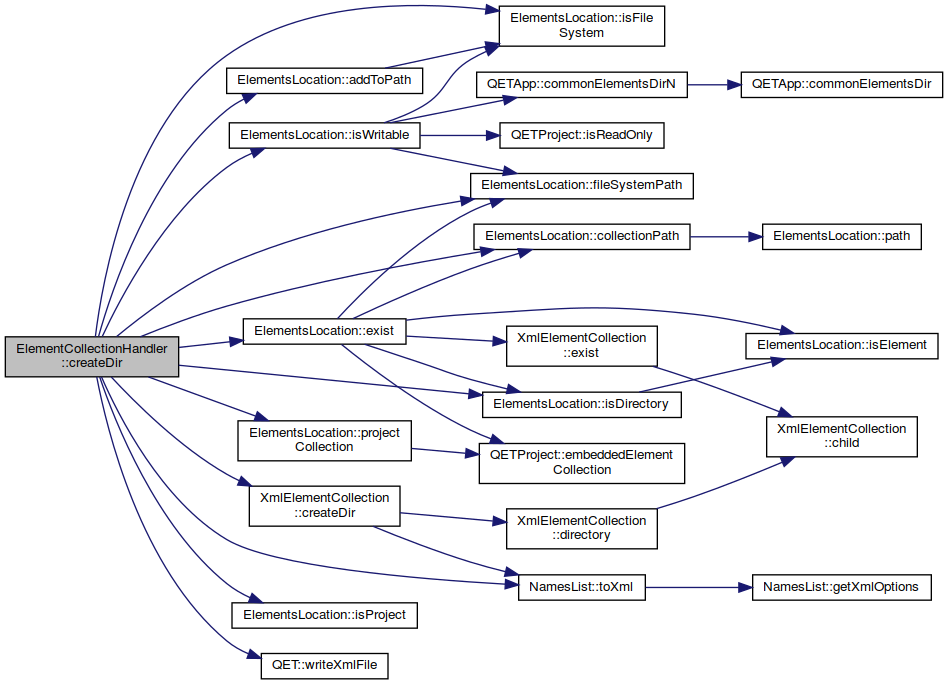 ElementsLocation::isFile
System
ElementsLocation::addToPath
QETApp::commonElementsDirN
QETApp::commonElementsDir
ElementsLocation::isWritable
QETProject::isReadOnly
ElementsLocation::fileSystemPath
ElementsLocation::collectionPath
ElementsLocation::path
ElementsLocation::exist
XmlElementCollection
::exist
ElementsLocation::isElement
ElementCollectionHandler
::createDir
ElementsLocation::isDirectory
XmlElementCollection
::child
ElementsLocation::project
Collection
QETProject::embeddedElement
Collection
XmlElementCollection
::createDir
XmlElementCollection
::directory
NamesList::toXml
NamesList::getXmlOptions
ElementsLocation::isProject
QET::writeXmlFile